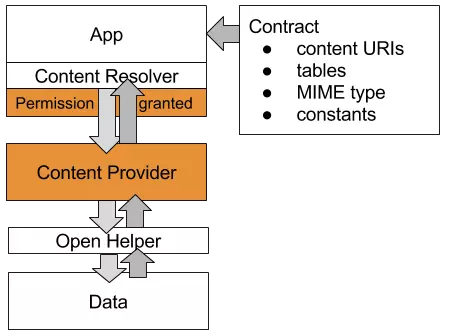 App
Content Resolver
Permission granted
Content Provider
Open Helper
Data
Contract
● content URIs
● tables
● MIME type
● constants